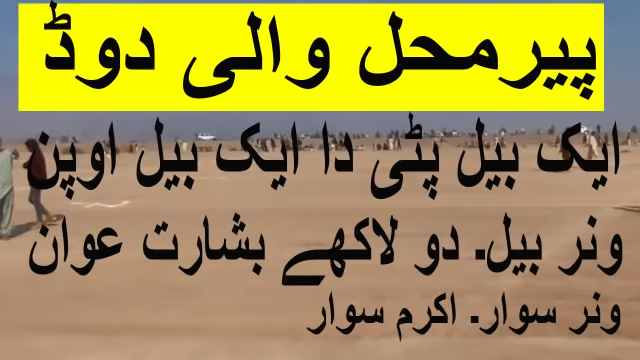 پیرمحل والی دوڈ
ایک بیل پٹی دا ایک بیل اوپن
ونر بیل۔ دو لاکھے بشارت عوان
ونر سوار۔ اکرم سوار